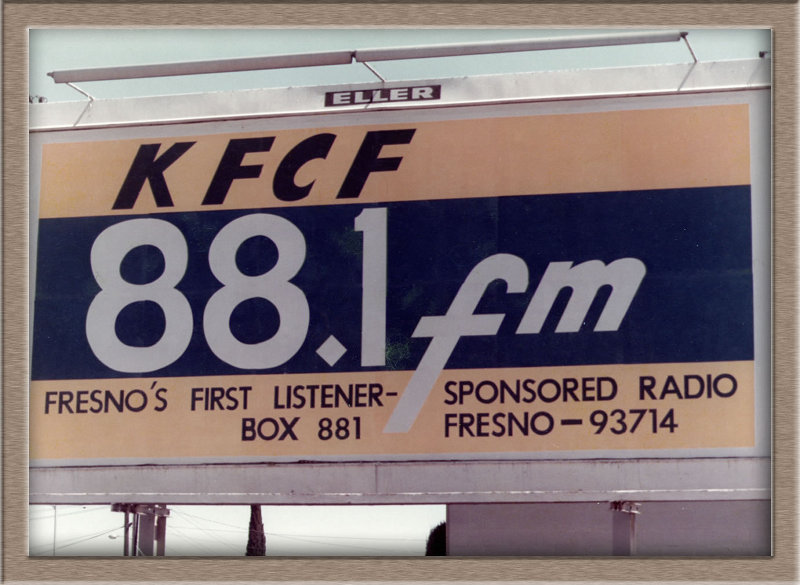 ELLER
KFCF
88.1 fm
FRESNO'S FIRST LISTENER-SPONSORED RADIO
BOX 881 FRESNO-93714